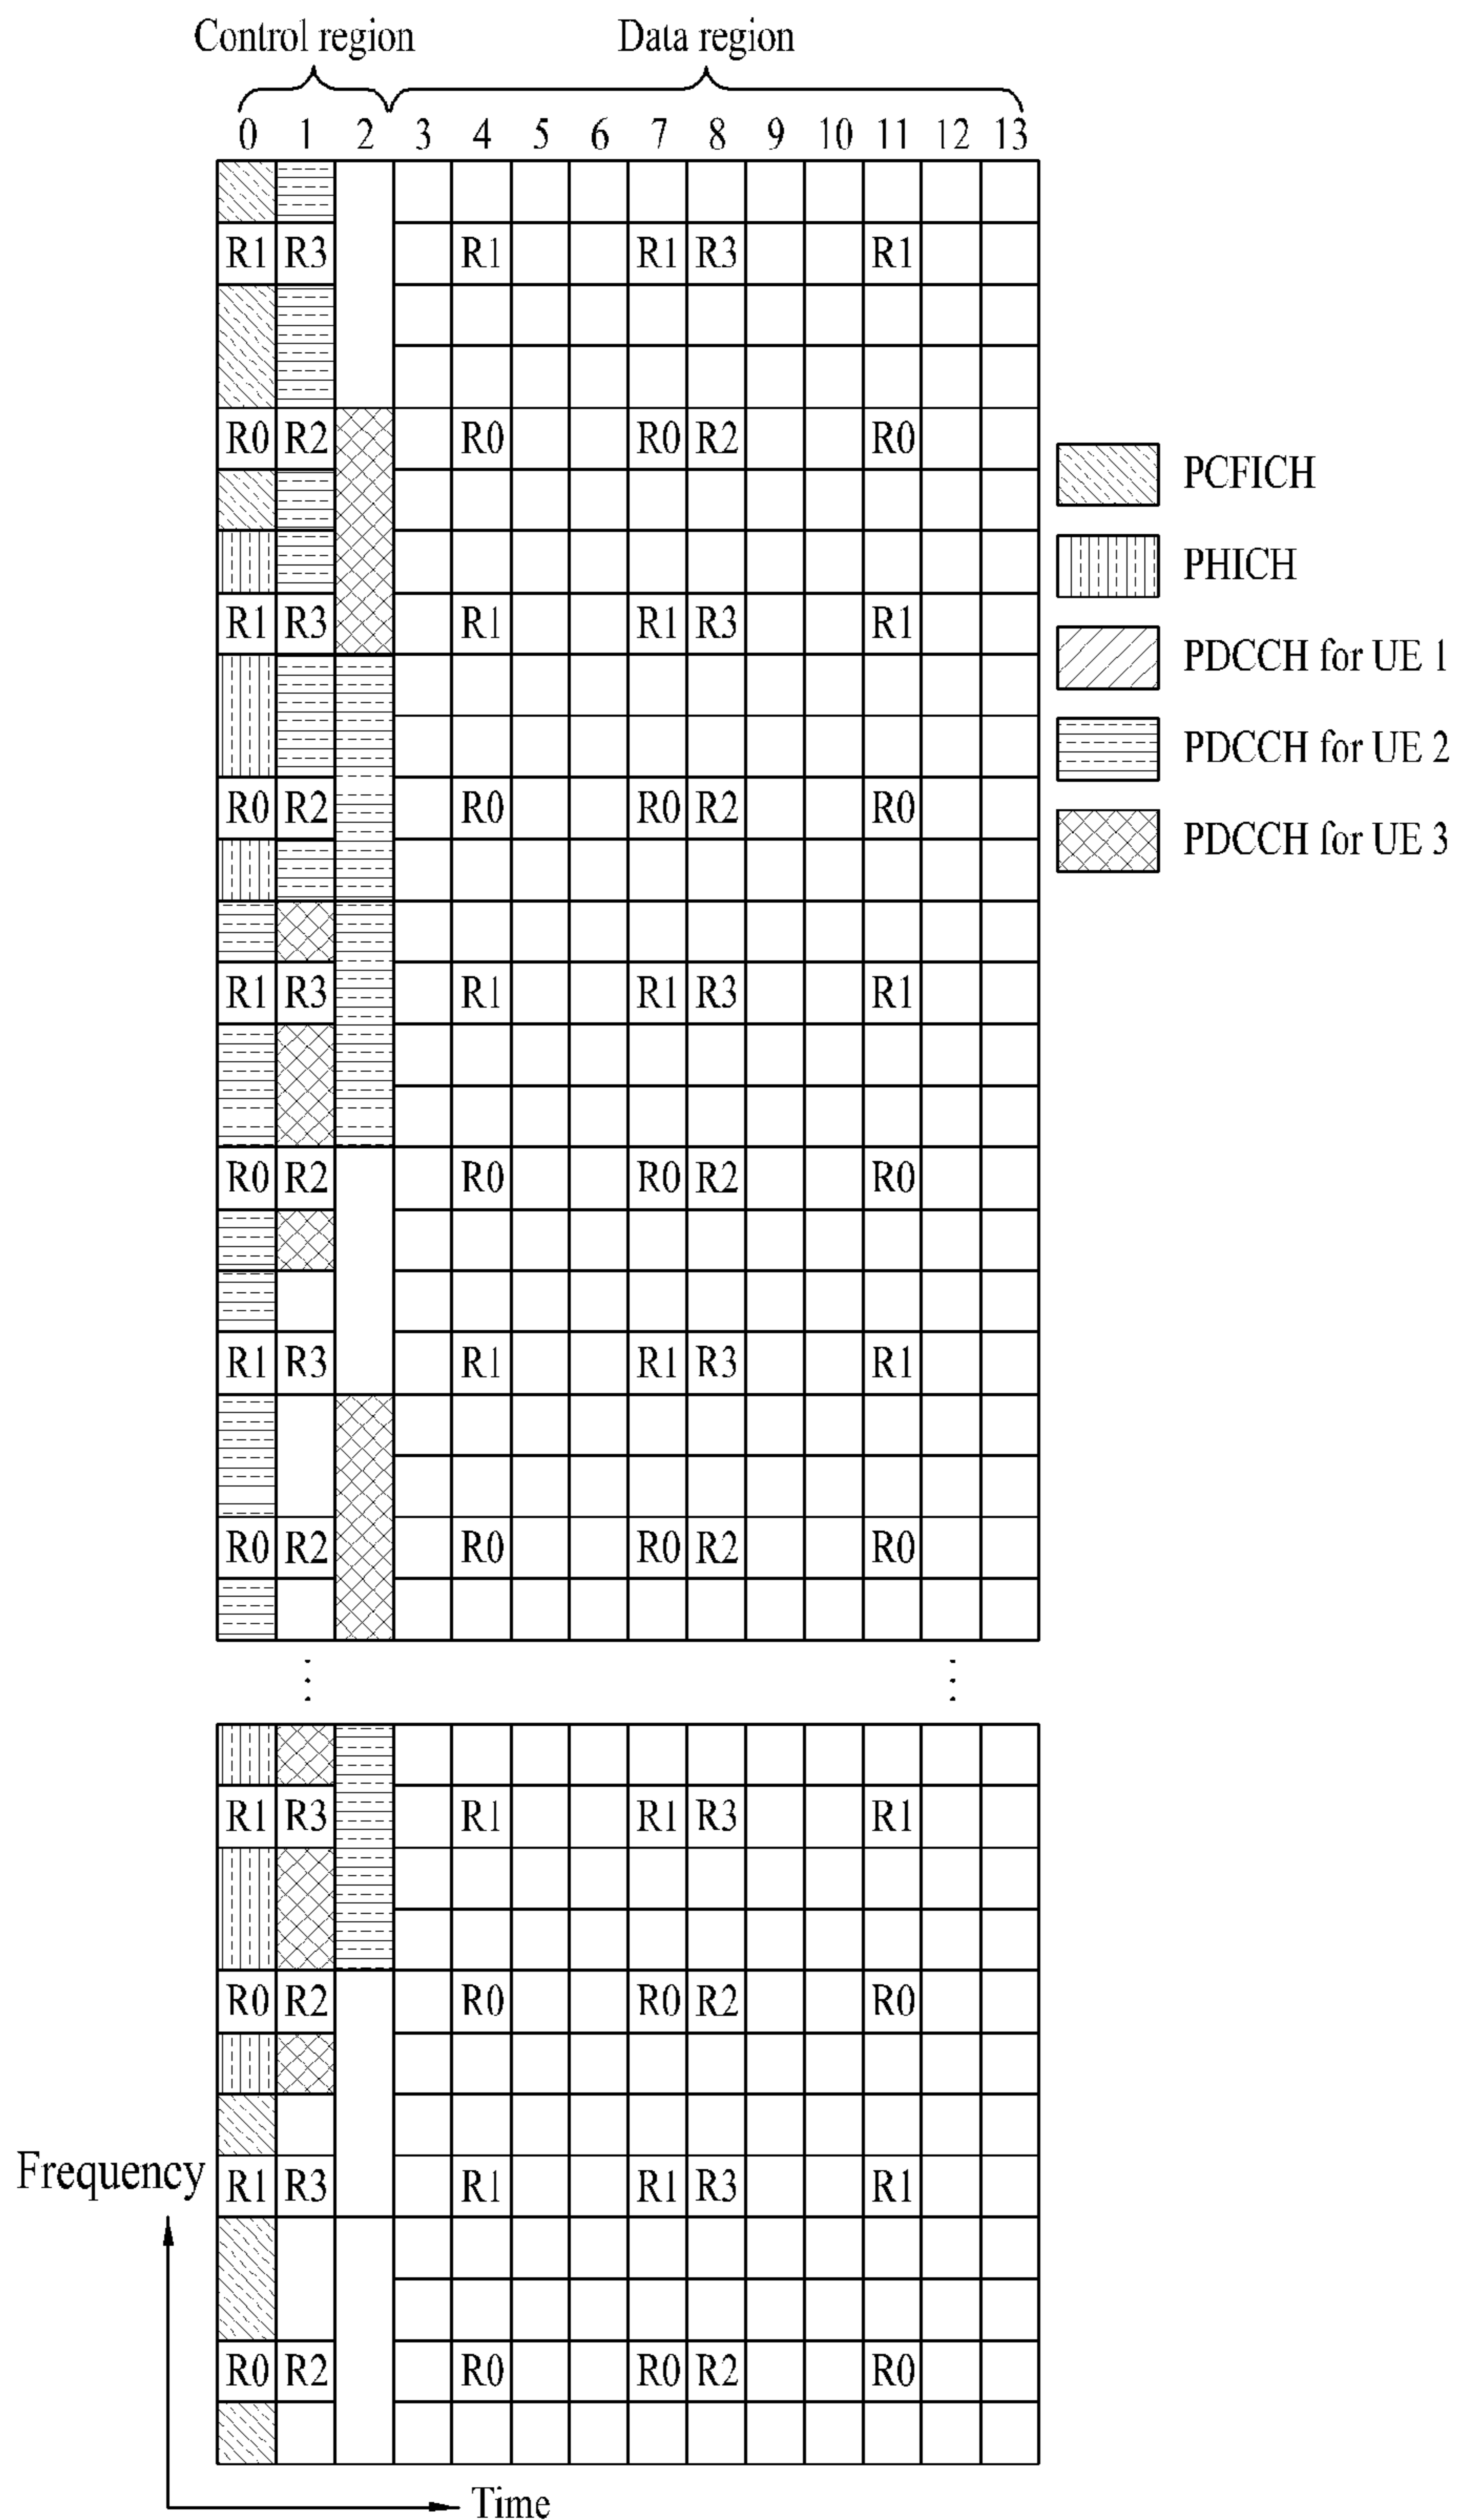 Control region Data region
0 1 2 3 4 5 6 7 8 9 10 11 12 13
R1 R3 R1 R1 R3 R1
R0 R2 R0 R0 R2 R0
PCFICH
PHICH
R1 R3 R1 R1 R3 R1
PDCCH for UE 1
PDCCH for UE 2
R0 R2 R0 R0 R2 R0
PDCCH for UE 3
R1 R3 R1 R1 R3 R1
R0 R2 R0 R0 R2 R0
R1 R3 R1 R1 R3 R1
R0 R2 R0 R0 R2 R0
R1 R3 R1 R1 R3 R1
R0 R2 R0 R0 R2 R0
Frequency R1 R3 R1 R1 R3 R1
R0 R2 R0 R0 R2 R0
Time